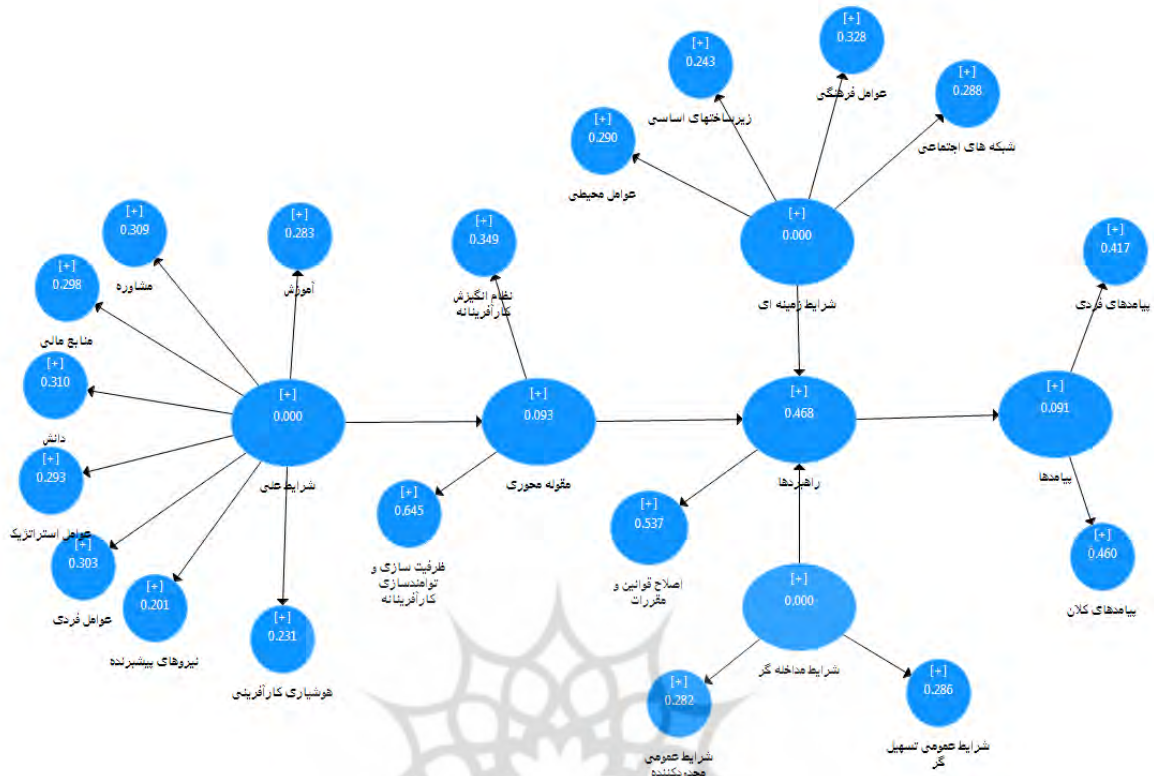 [+]
0.328
عوامل فرهنگی
[+]
0.243
زیرساختهای اساسی
[+]
0.288
شبکه های اجتماعی
[+]
0.290
عوامل محیطی
[+]
0.000
شرایط زمینه ای
[+]
0.417
پیامدهای فردی
[+]
0.349
نظام انگیزش
کارآفرینانه
[+]
0.283
آموزش
[+]
0.309
مشاوره
[+]
0.298
منابع مالی
[+]
0.310
دانش
[+]
0.293
عوامل استراتژیک
[+]
0.303
عوامل فردی
[+]
0.201
نیروهای پیشبرنده
[+]
0.231
هوشیاری کارآفرینی
[+]
0.000
شرایط علی
[+]
0.093
مقوله محوری
[+]
0.645
ظرفیت سازی و
توانمندسازی
کارآفرینانه
[+]
0.468
راهبردها
[+]
0.537
اصلاح قوانین و
مقررات
[+]
0.091
پیامدها
[+]
0.460
پیامدهای کلان
[+]
0.000
شرایط مداخله گر
[+]
0.282
شرایط عمومی
محدودکننده
[+]
0.286
شرایط عمومی تسهیل
گر